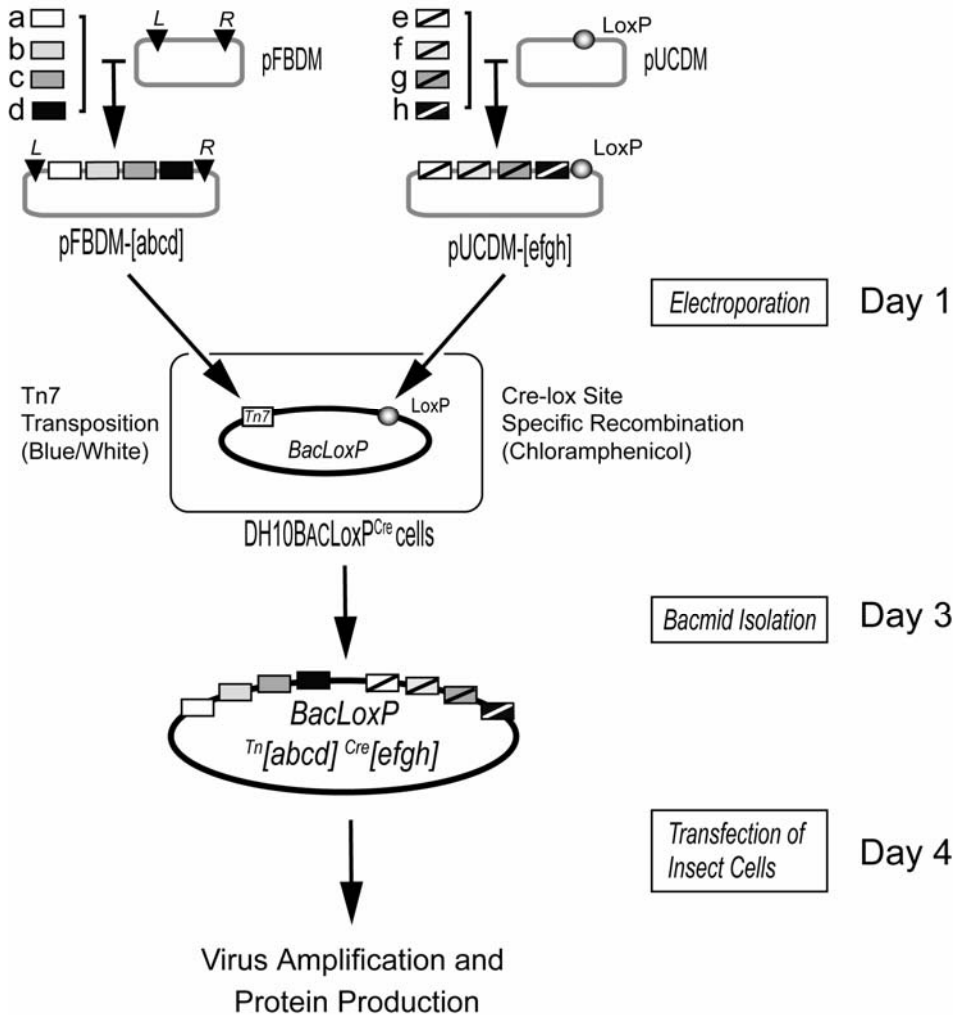 a
b
c
d
L
R
pFBDM
e
f
g
h
LoxP
pUCDM
L
R
LoxP
pFBDM-[abcd]
pUCDM-[efgh]
Electroporation
Day 1
Tn7
Transposition
(Blue/White)
Tn7
LoxP
BacLoxP
Cre-lox Site
Specific Recombination
(Chloramphenicol)
DH10BACLoxPCre cells
Bacmid Isolation
Day 3
BacLoxP
Tn[abcd] Cre[efgh]
Transfection of
Insect Cells
Day 4
Virus Amplification and
Protein Production